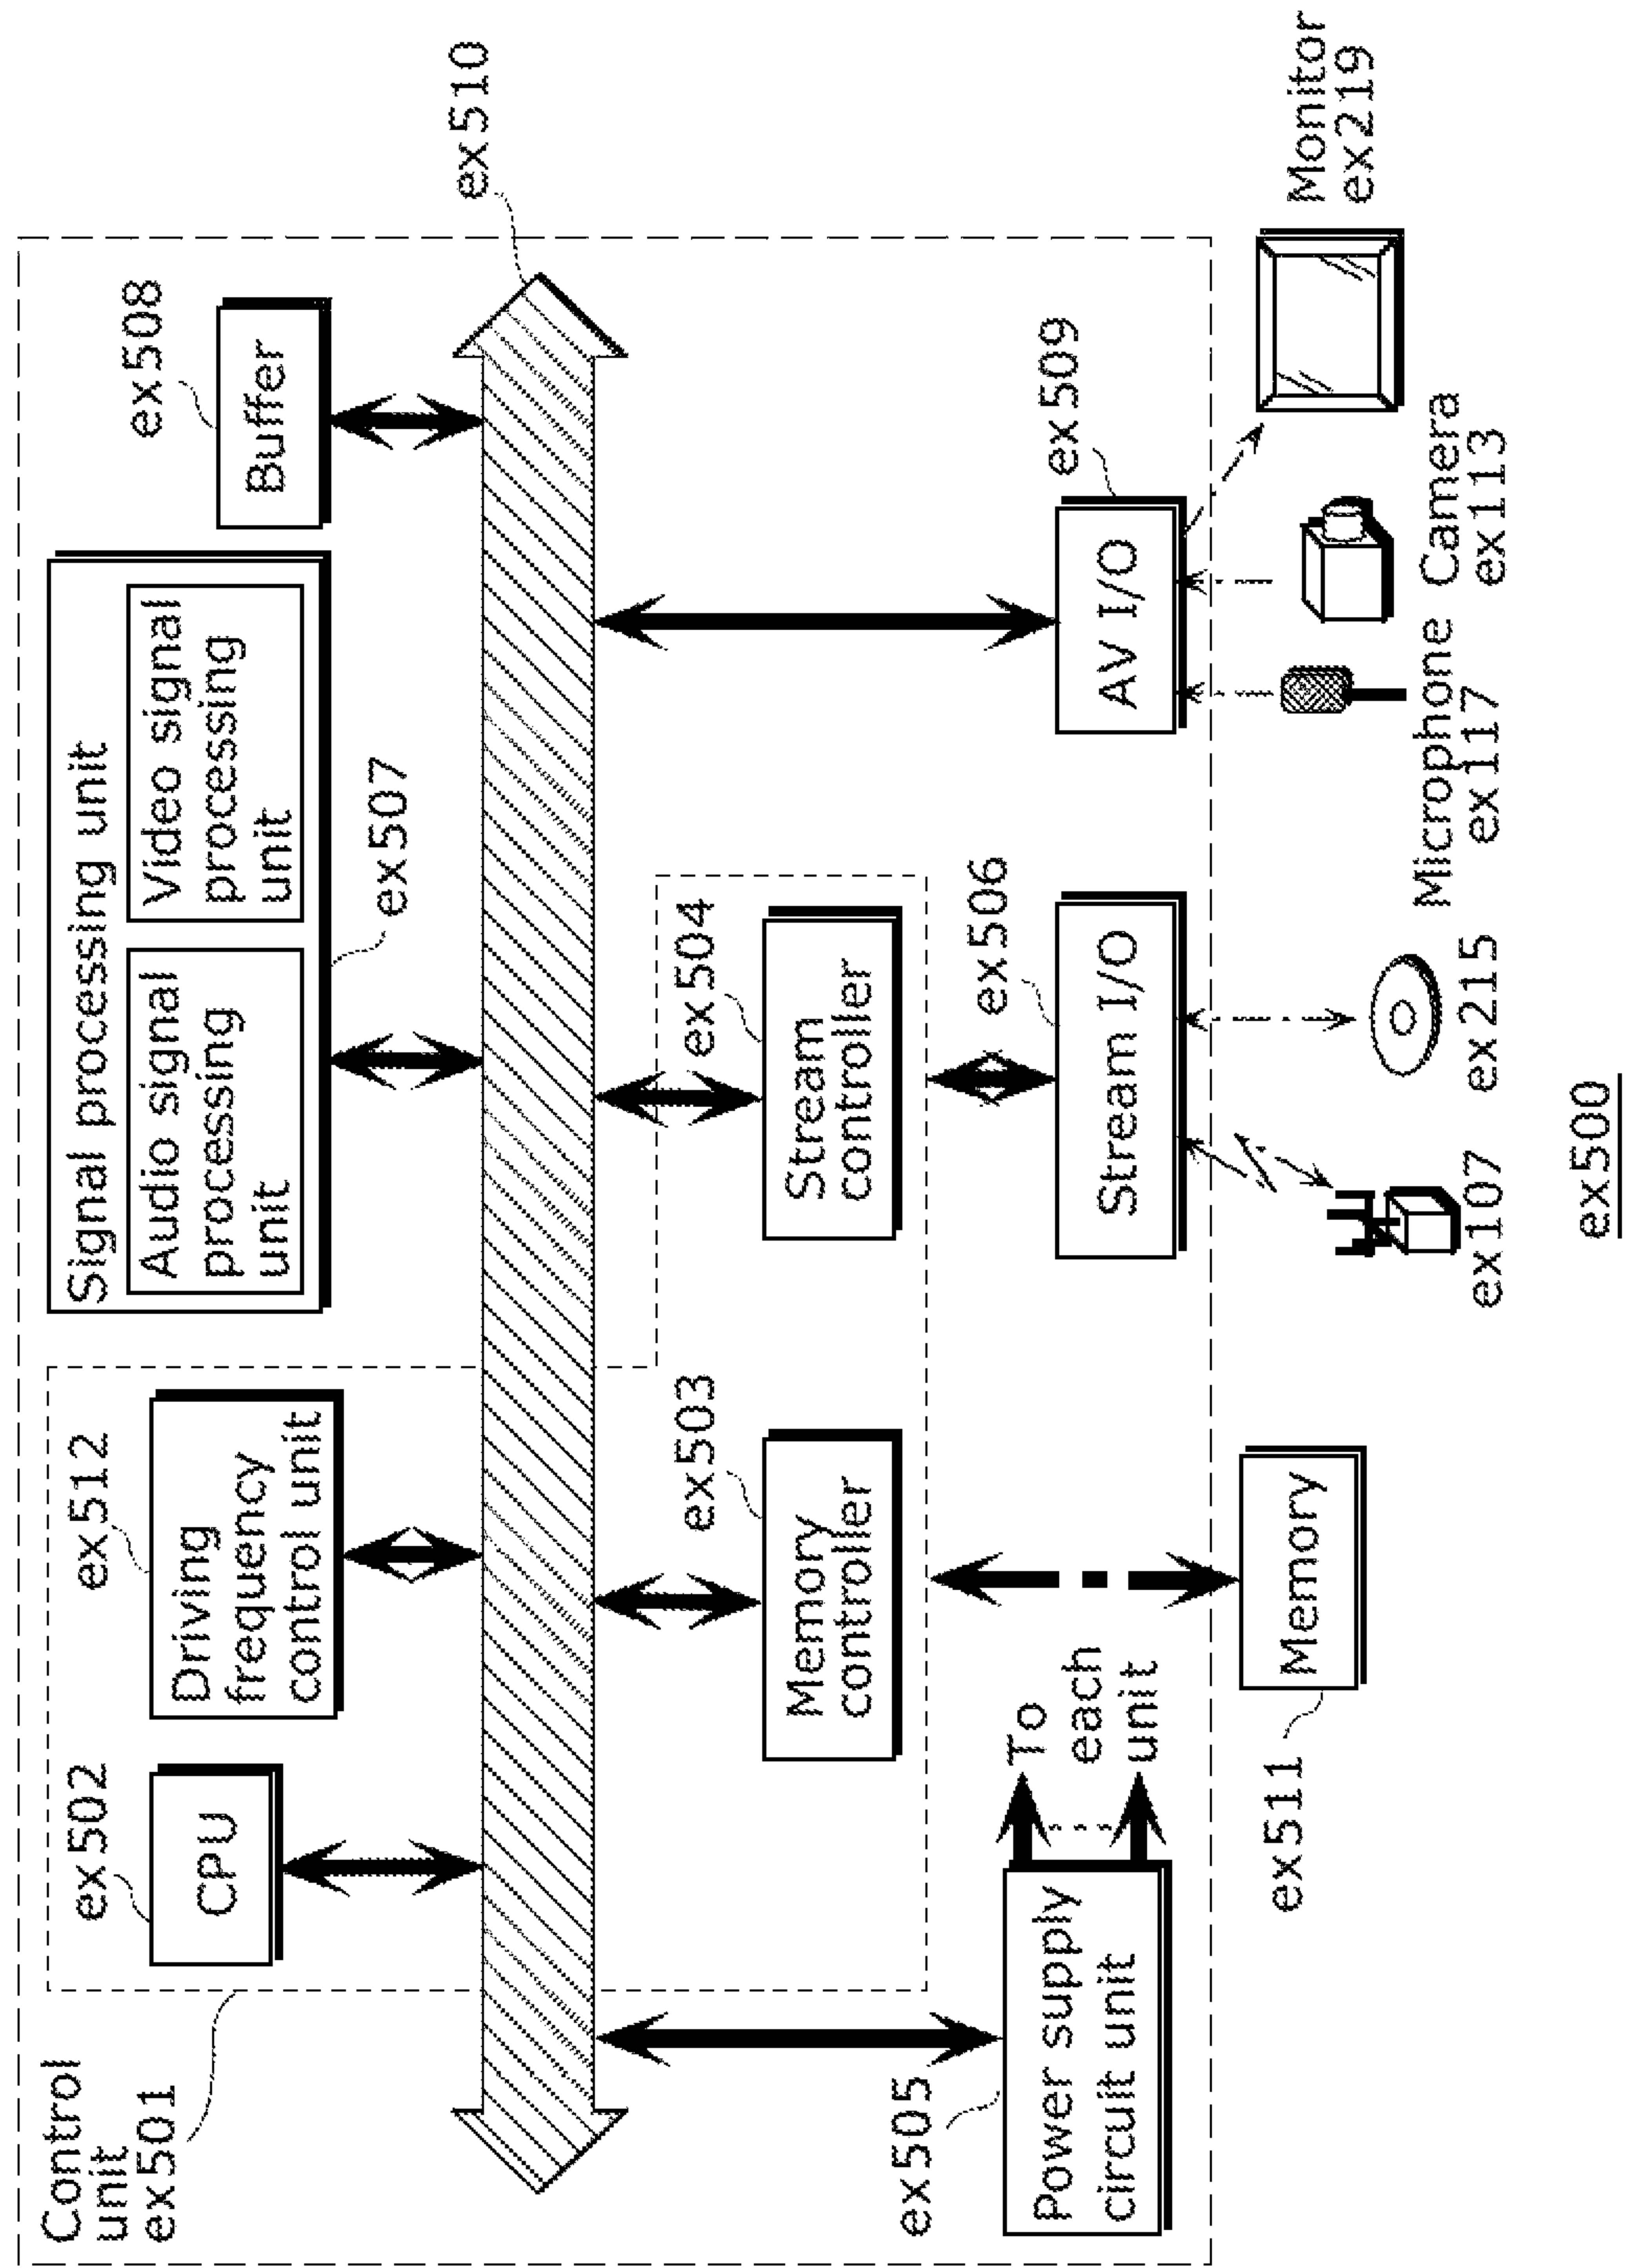 Control
unit
ex501
ex502
CPU
ex512
Driving
frequency
control unit
Signal processing unit
Audio signal
processing
unit
Video signal
processing
unit
ex507
ex508
Buffer
ex510
ex503
Memory
controller
ex504
Stream
controller
ex505
Power supply
circuit unit
To
each
unit
ex506
Stream I/O
ex509
AV I/O
ex511
Memory
ex107
ex215
Microphone
ex117
Camera
ex113
Monitor
ex219
ex500